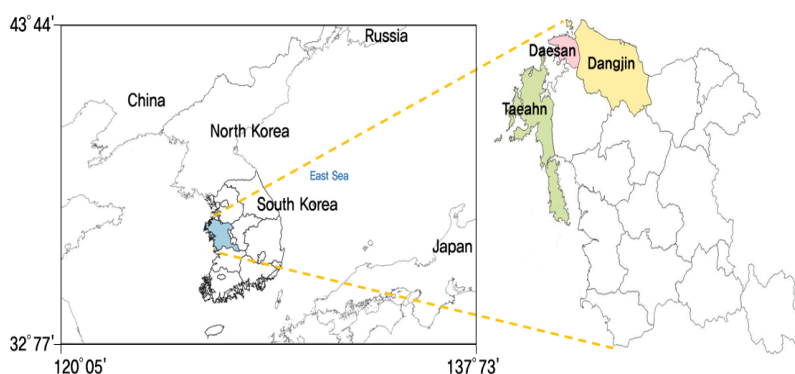 43°44'
Russia
China
North Korea
East Sea
South Korea
Japan
32°77'
120°05'
137°73'
Daesan
Dangjin
Taeahn